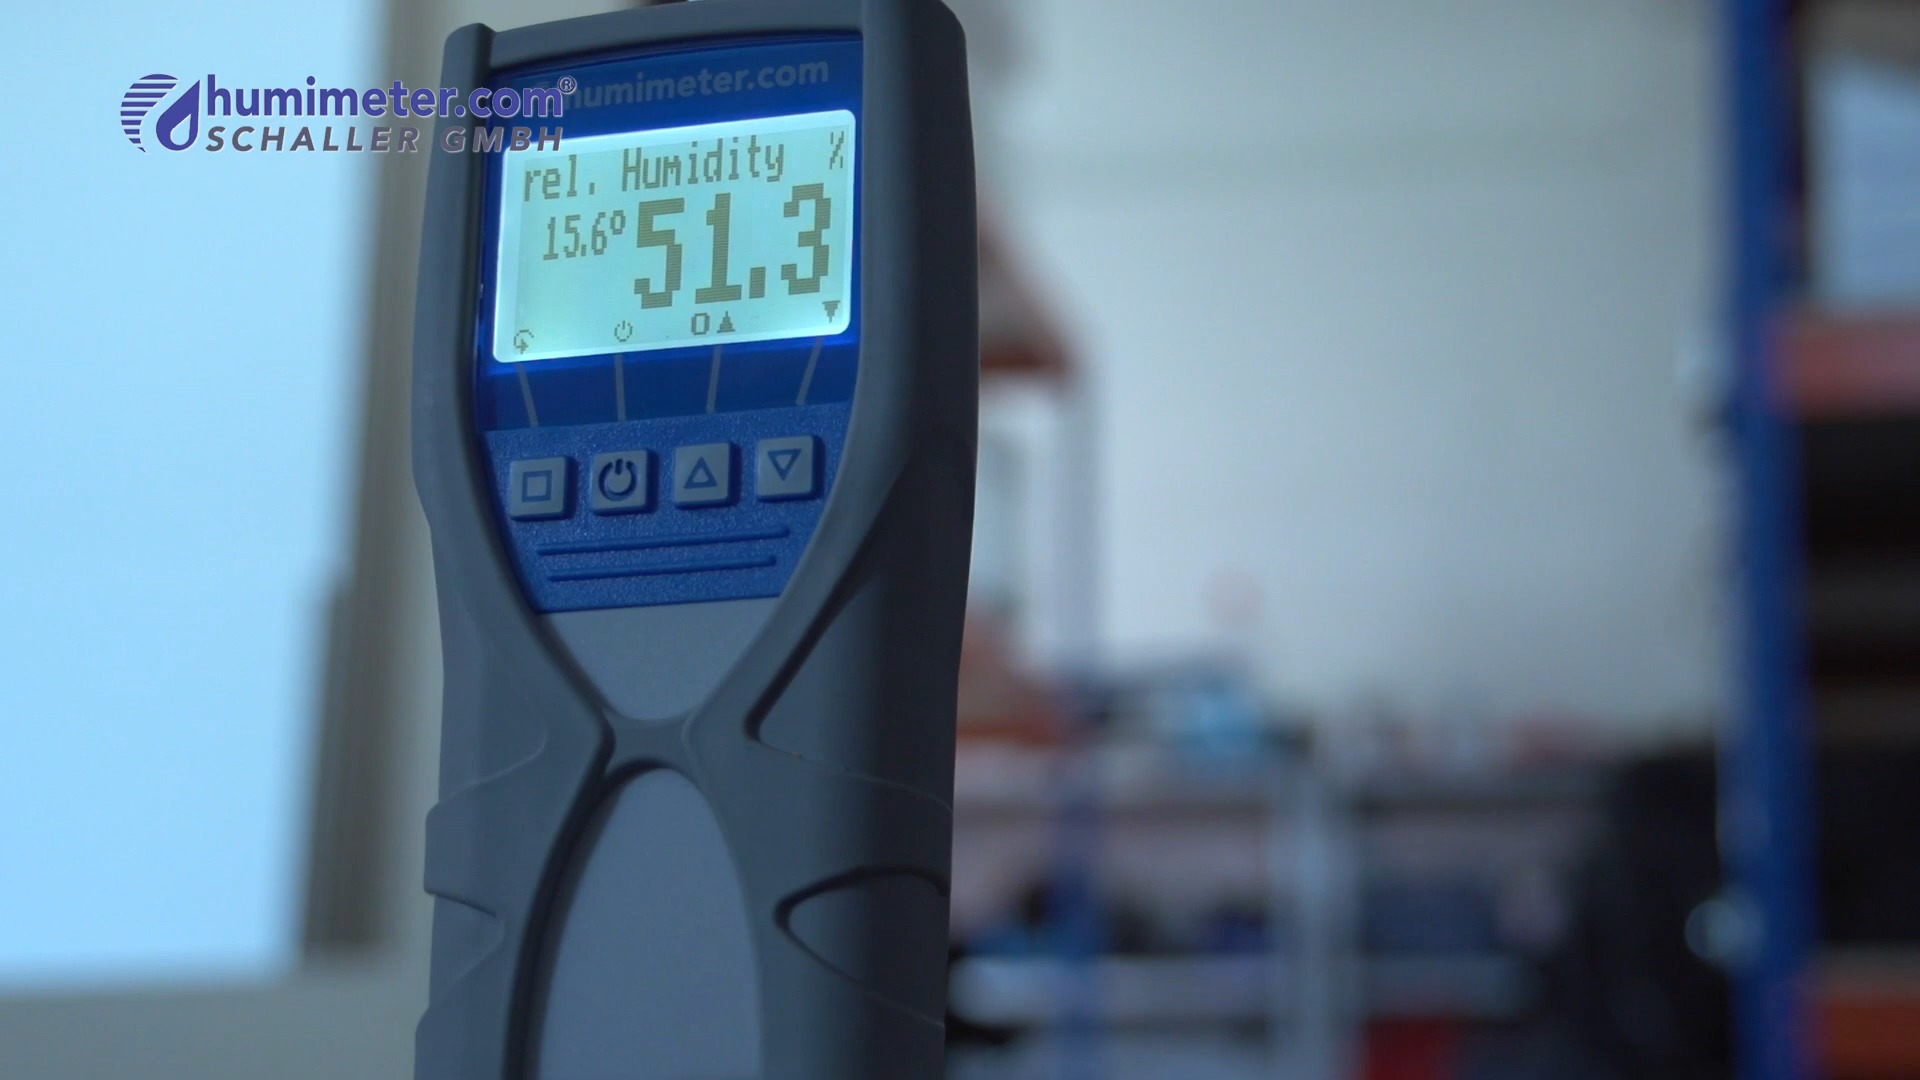 humimeter.com®
SCHALLER GMBH
humimeter.com
rel. Humidity %
15.6° 51.3